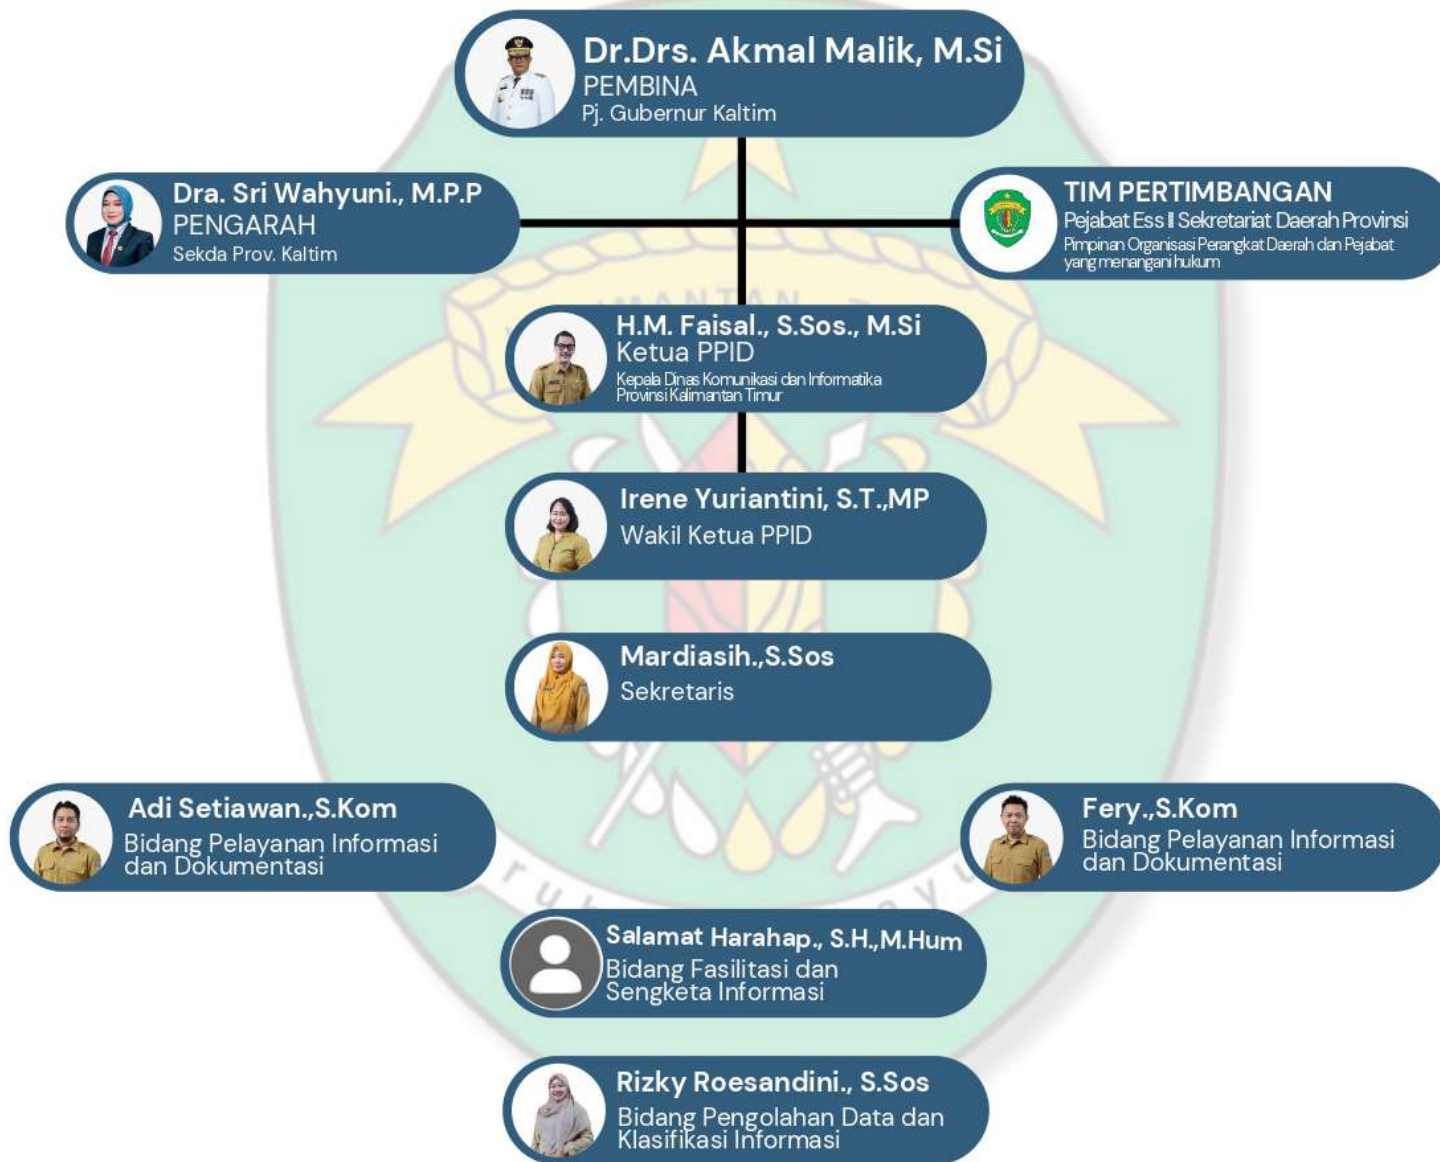 Dr.Drs. Akmal Malik, M.Si
PEMBINA
Pj. Gubernur Kaltim
Dra. Sri Wahyuni., M.P.P
PENGARAH
Sekda Prov. Kaltim
TIM PERTIMBANGAN
Pejabat Ess II Sekretariat Daerah Provinsi
Pimpinan Organisasi Perangkat Daerah dan Pejabat
yang menangani hukum
H.M. Faisal., S.Sos., M.Si
Ketua PPID
Kepala Dinas Komunikasi dan Informatika
Provinsi Kalimantan Timur
Irene Yuriantini, S.T.,MP
Wakil Ketua PPID
Mardiasih.,S.Sos
Sekretaris
Adi Setiawan.,S.Kom
Bidang Pelayanan Informasi
dan Dokumentasi
Fery.,S.Kom
Bidang Pelayanan Informasi
dan Dokumentasi
Salamat Harahap., S.H.,M.Hum
Bidang Fasilitasi dan
Sengketa Informasi
Rizky Roesandini., S.Sos
Bidang Pengolahan Data dan
Klasifikasi Informasi